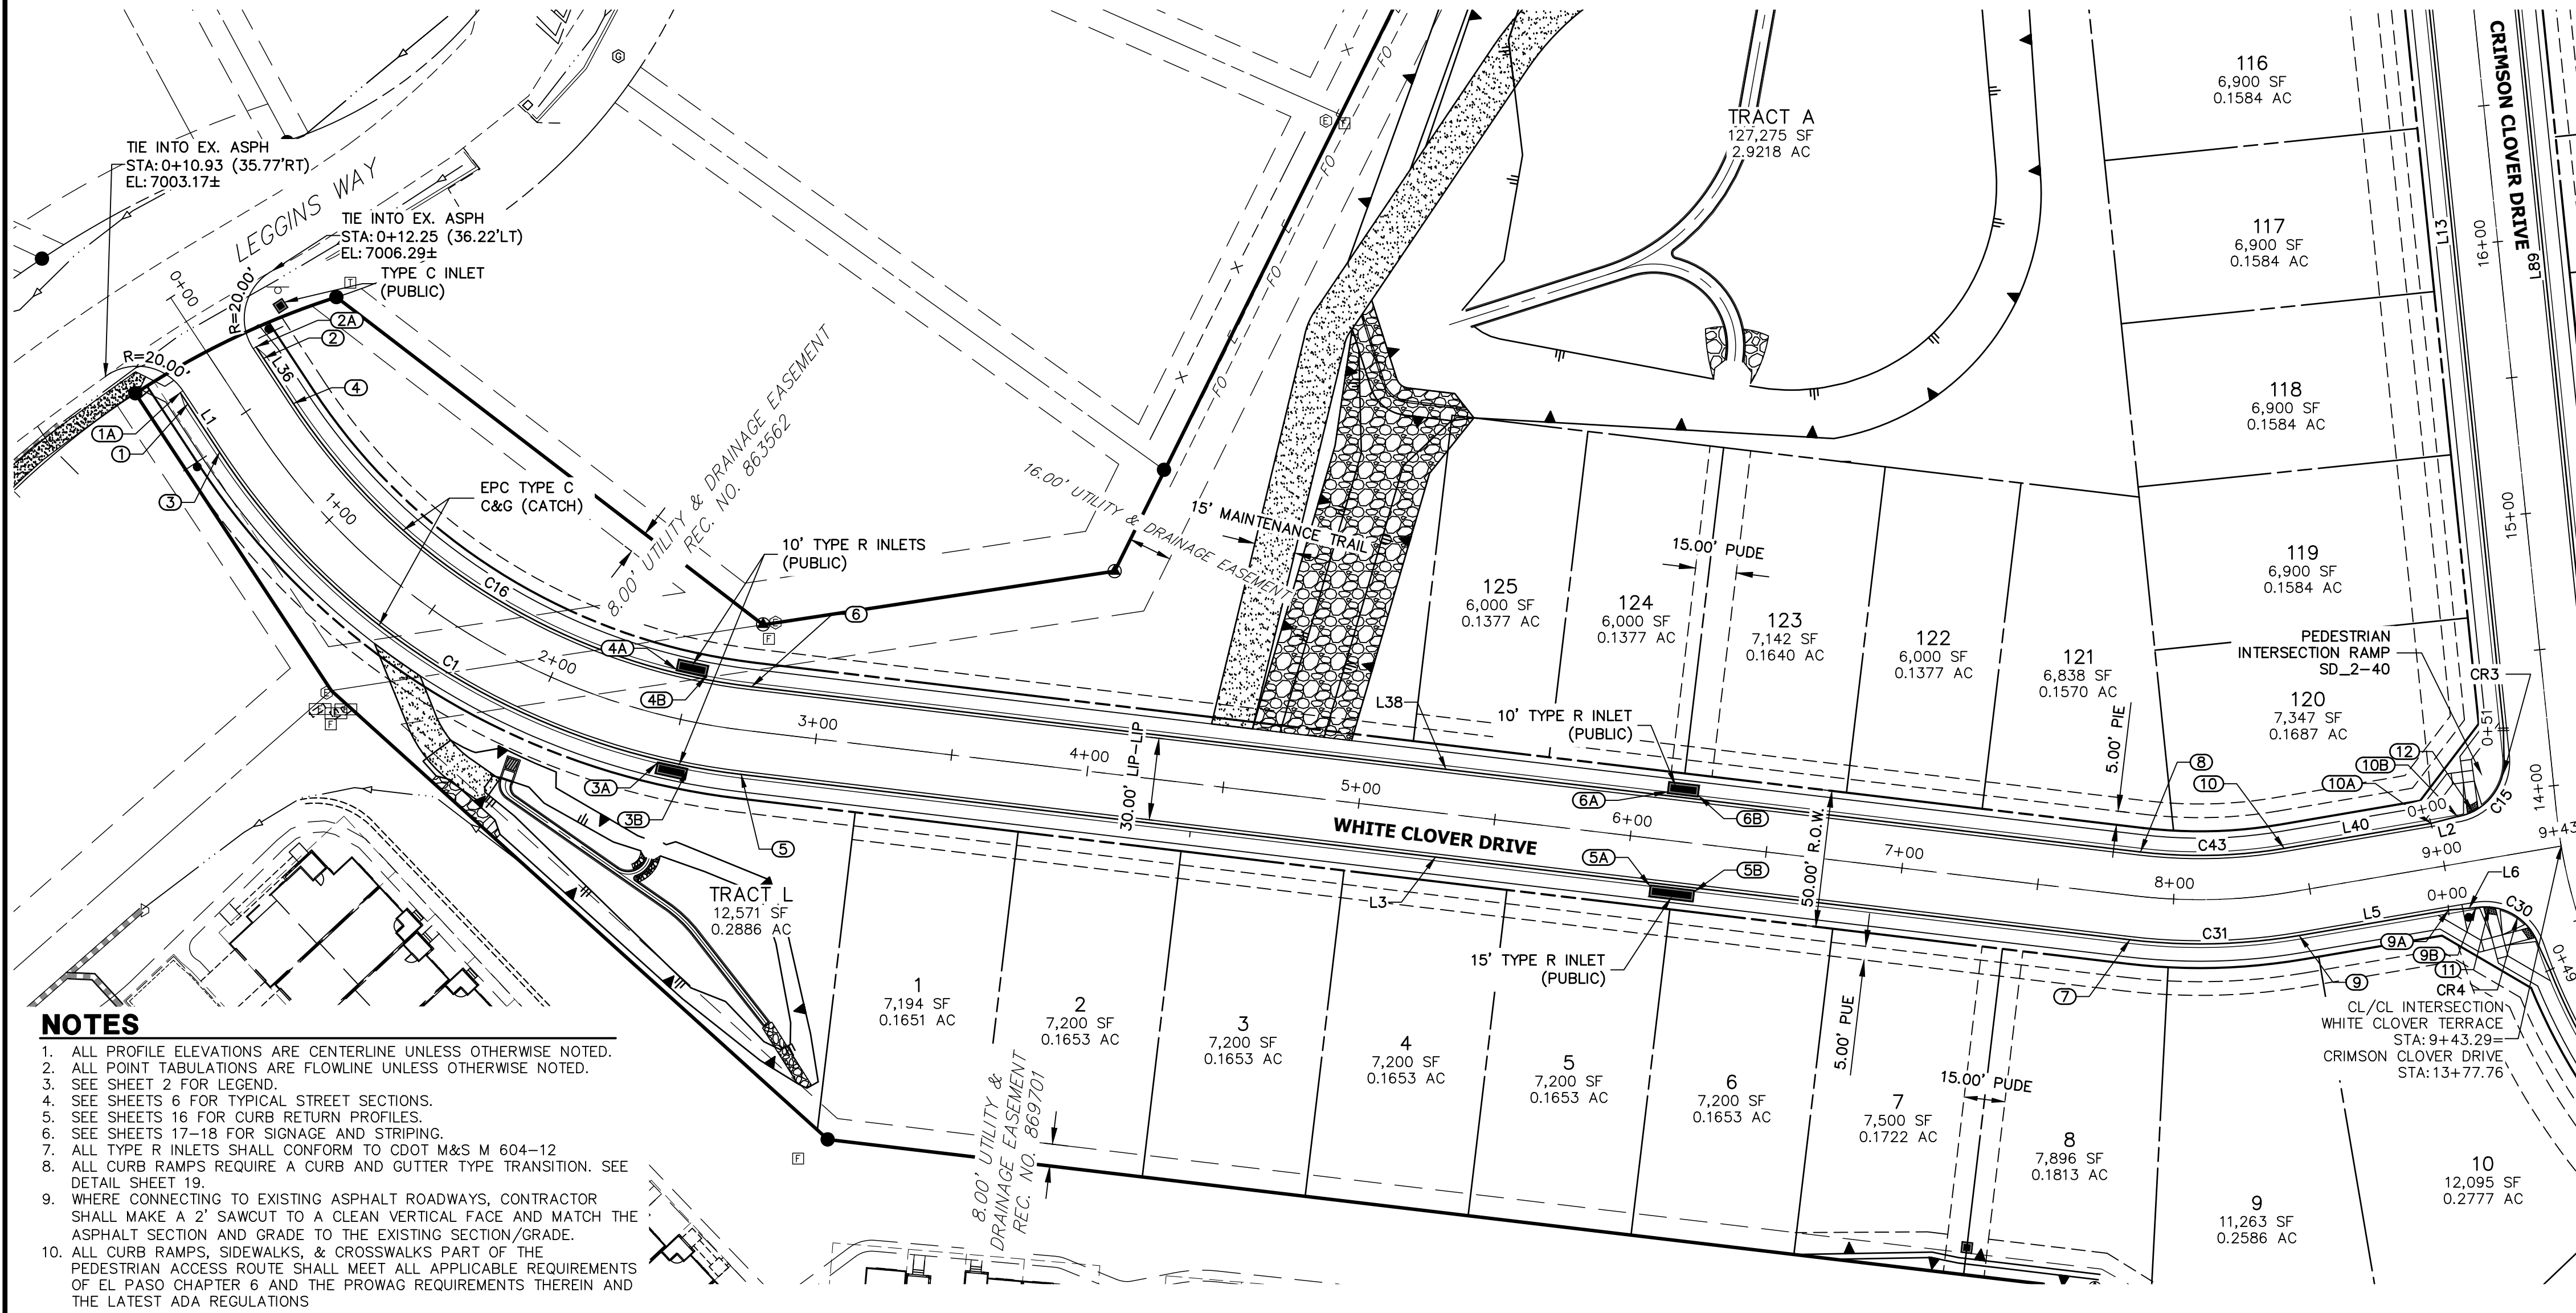 TIE INTO EX. ASPH
STA: 0+10.93 (35.77'RT)
EL: 7003.17±
LEGGINS WAY
TIE INTO EX. ASPH
STA: 0+12.25 (36.22'LT)
EL: 7006.29±
TYPE C INLET
(PUBLIC)
T
G
0+00
R=20.00'
R=20.00'
2A
2
L36
4
L1
1A
1
3
1+00
EPC TYPE C
C&G (CATCH)
8.00' UTILITY & DRAINAGE EASEMENT
REC. NO. 863562
10' TYPE R INLETS
(PUBLIC)
C16
C1
2+00
4A
4B
6
3A
3B
5
F
E
F
16.00' UTILITY & DRAINAGE EASEMENT
15' MAINTENANCE TRAIL
X
X
X
FO
FO
FO
FO
E
TRACT A
127,275 SF
2.9218 AC
116
6,900 SF
0.1584 AC
117
6,900 SF
0.1584 AC
118
6,900 SF
0.1584 AC
119
6,900 SF
0.1584 AC
120
7,347 SF
0.1687 AC
CRIMSON CLOVER DRIVE
L89
L13
16+00
15+00
14+00
PEDESTRIAN
INTERSECTION RAMP
SD_2-40
CR3
0+51
12
10B
10A
0+00
C15
L2
L40
C43
8
10
125
6,000 SF
0.1377 AC
124
6,000 SF
0.1377 AC
15.00' PUDE
123
7,142 SF
0.1640 AC
122
6,000 SF
0.1377 AC
121
6,838 SF
0.1570 AC
5.00' PIE
L38
10' TYPE R INLET
(PUBLIC)
6A
6B
3+00
4+00
5+00
6+00
7+00
8+00
9+00
9+43
30.00' LIP-LIP
WHITE CLOVER DRIVE
50.00' R.O.W.
5A
5B
L3
15' TYPE R INLET
(PUBLIC)
5.00' PUE
7
C31
9
L5
0+00
L6
C30
9A
9B
11
CR4
0+49
CL/CL INTERSECTION
WHITE CLOVER TERRACE
STA: 9+43.29=
CRIMSON CLOVER DRIVE
STA: 13+77.76
TRACT L
12,571 SF
0.2886 AC
F
1
7,194 SF
0.1651 AC
2
7,200 SF
0.1653 AC
3
7,200 SF
0.1653 AC
4
7,200 SF
0.1653 AC
5
7,200 SF
0.1653 AC
6
7,200 SF
0.1653 AC
7
7,500 SF
0.1722 AC
15.00' PUDE
8
7,896 SF
0.1813 AC
9
11,263 SF
0.2586 AC
10
12,095 SF
0.2777 AC
8.00' UTILITY &
DRAINAGE EASEMENT
REC. NO. 869701
NOTES
1. ALL PROFILE ELEVATIONS ARE CENTERLINE UNLESS OTHERWISE NOTED.
2. ALL POINT TABULATIONS ARE FLOWLINE UNLESS OTHERWISE NOTED.
3. SEE SHEET 2 FOR LEGEND.
4. SEE SHEETS 6 FOR TYPICAL STREET SECTIONS.
5. SEE SHEETS 16 FOR CURB RETURN PROFILES.
6. SEE SHEETS 17-18 FOR SIGNAGE AND STRIPING.
7. ALL TYPE R INLETS SHALL CONFORM TO CDOT M&S M 604-12
8. ALL CURB RAMPS REQUIRE A CURB AND GUTTER TYPE TRANSITION. SEE
DETAIL SHEET 19.
9. WHERE CONNECTING TO EXISTING ASPHALT ROADWAYS, CONTRACTOR
SHALL MAKE A 2' SAWCUT TO A CLEAN VERTICAL FACE AND MATCH THE
ASPHALT SECTION AND GRADE TO THE EXISTING SECTION/GRADE.
10. ALL CURB RAMPS, SIDEWALKS, & CROSSWALKS PART OF THE
PEDESTRIAN ACCESS ROUTE SHALL MEET ALL APPLICABLE REQUIREMENTS
OF EL PASO CHAPTER 6 AND THE PROWAG REQUIREMENTS THEREIN AND
THE LATEST ADA REGULATIONS